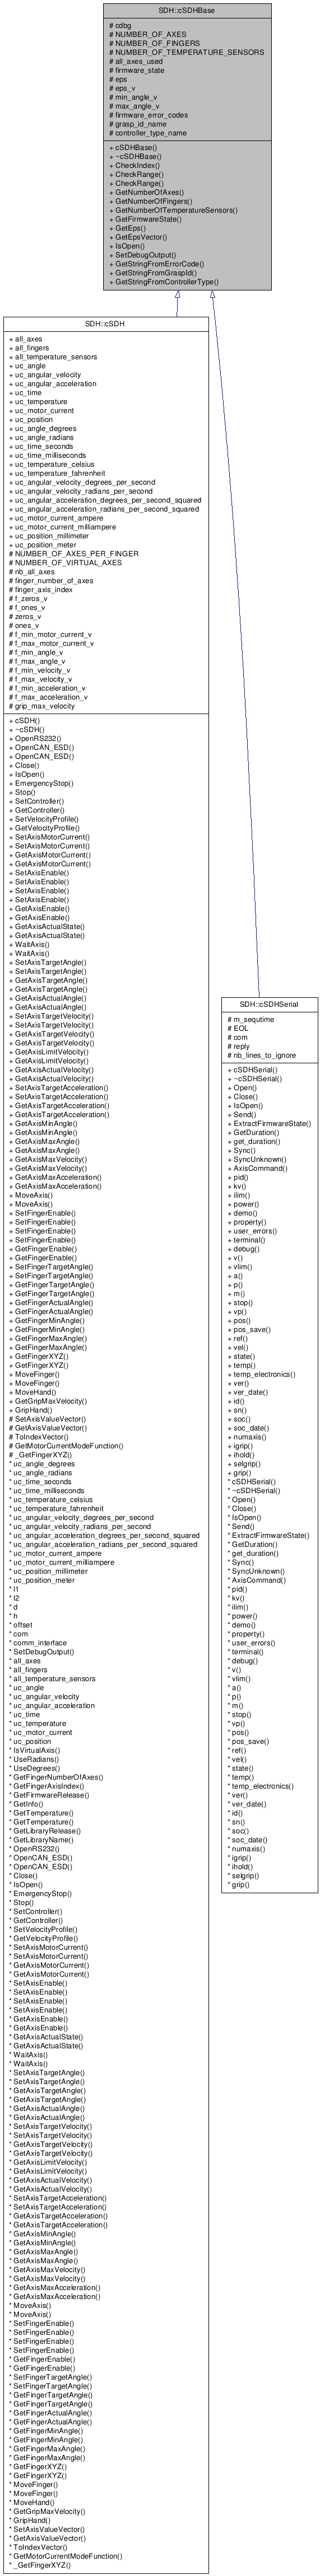 SDH::cSDHBase
# cdbg
# NUMBER_OF_AXES
# NUMBER_OF_FINGERS
# NUMBER_OF_TEMPERATURE_SENSORS
# all_axes_used
# firmware_state
# eps
# eps_v
# min_angle_v
# max_angle_v
# firmware_error_codes
# grasp_id_name
# controller_type_name
+ cSDHBase()
+ ~cSDHBase()
+ CheckIndex()
+ CheckRange()
+ CheckRange()
+ GetNumberOfAxes()
+ GetNumberOfFingers()
+ GetNumberOfTemperatureSensors()
+ GetFirmwareState()
+ GetEps()
+ GetEpsVector()
+ IsOpen()
+ SetDebugOutput()
+ GetStringFromErrorCode()
+ GetStringFromGraspId()
+ GetStringFromControllerType()
SDH::cSDH
+ all_axes
+ all_fingers
+ all_temperature_sensors
+ uc_angle
+ uc_angular_velocity
+ uc_angular_acceleration
+ uc_time
+ uc_temperature
+ uc_motor_current
+ uc_position
+ uc_angle_degrees
+ uc_angle_radians
+ uc_time_seconds
+ uc_time_milliseconds
+ uc_temperature_celsius
+ uc_temperature_fahrenheit
+ uc_angular_velocity_degrees_per_second
+ uc_angular_velocity_radians_per_second
+ uc_angular_acceleration_degrees_per_second_squared
+ uc_angular_acceleration_radians_per_second_squared
+ uc_motor_current_ampere
+ uc_motor_current_milliampere
+ uc_position_millimeter
+ uc_position_meter
# NUMBER_OF_AXES_PER_FINGER
# NUMBER_OF_VIRTUAL_AXES
# nb_all_axes
# finger_number_of_axes
# finger_axis_index
# f_zeros_v
# f_ones_v
# zeros_v
# ones_v
# f_min_motor_current_v
# f_max_motor_current_v
# f_min_angle_v
# f_max_angle_v
# f_min_velocity_v
# f_max_velocity_v
# f_min_acceleration_v
# f_max_acceleration_v
# grip_max_velocity
+ cSDH()
+ ~cSDH()
+ OpenRS232()
+ OpenCAN_ESD()
+ OpenCAN_ESD()
+ Close()
+ IsOpen()
+ EmergencyStop()
+ Stop()
+ SetController()
+ GetController()
+ SetVelocityProfile()
+ GetVelocityProfile()
+ SetAxisMotorCurrent()
+ SetAxisMotorCurrent()
+ GetAxisMotorCurrent()
+ GetAxisMotorCurrent()
+ SetAxisEnable()
+ SetAxisEnable()
+ SetAxisEnable()
+ SetAxisEnable()
+ GetAxisEnable()
+ GetAxisEnable()
+ GetAxisActualState()
+ GetAxisActualState()
+ WaitAxis()
+ WaitAxis()
+ SetAxisTargetAngle()
+ SetAxisTargetAngle()
+ GetAxisTargetAngle()
+ GetAxisTargetAngle()
+ GetAxisActualAngle()
+ GetAxisActualAngle()
+ SetAxisTargetVelocity()
+ SetAxisTargetVelocity()
+ GetAxisTargetVelocity()
+ GetAxisTargetVelocity()
+ GetAxisLimitVelocity()
+ GetAxisLimitVelocity()
+ GetAxisActualVelocity()
+ GetAxisActualVelocity()
+ SetAxisTargetAcceleration()
+ SetAxisTargetAcceleration()
+ GetAxisTargetAcceleration()
+ GetAxisTargetAcceleration()
+ GetAxisMinAngle()
+ GetAxisMinAngle()
+ GetAxisMaxAngle()
+ GetAxisMaxAngle()
+ GetAxisMaxVelocity()
+ GetAxisMaxVelocity()
+ GetAxisMaxAcceleration()
+ GetAxisMaxAcceleration()
+ MoveAxis()
+ MoveAxis()
+ SetFingerEnable()
+ SetFingerEnable()
+ SetFingerEnable()
+ SetFingerEnable()
+ GetFingerEnable()
+ GetFingerEnable()
+ SetFingerTargetAngle()
+ SetFingerTargetAngle()
+ GetFingerTargetAngle()
+ GetFingerTargetAngle()
+ GetFingerActualAngle()
+ GetFingerActualAngle()
+ GetFingerMinAngle()
+ GetFingerMinAngle()
+ GetFingerMaxAngle()
+ GetFingerMaxAngle()
+ GetFingerXYZ()
+ GetFingerXYZ()
+ MoveFinger()
+ MoveFinger()
+ MoveHand()
+ GetGripMaxVelocity()
+ GripHand()
# SetAxisValueVector()
# GetAxisValueVector()
# ToIndexVector()
# GetMotorCurrentModeFunction()
# _GetFingerXYZ()
* uc_angle_degrees
* uc_angle_radians
* uc_time_seconds
* uc_time_milliseconds
* uc_temperature_celsius
* uc_temperature_fahrenheit
* uc_angular_velocity_degrees_per_second
* uc_angular_velocity_radians_per_second
* uc_angular_acceleration_degrees_per_second_squared
* uc_angular_acceleration_radians_per_second_squared
* uc_motor_current_ampere
* uc_motor_current_milliampere
* uc_position_millimeter
* uc_position_meter
* l1
* l2
* d
* h
* offset
* com
* comm_interface
* SetDebugOutput()
* all_axes
* all_fingers
* all_temperature_sensors
* uc_angle
* uc_angular_velocity
* uc_angular_acceleration
* uc_time
* uc_temperature
* uc_motor_current
* uc_position
* IsVirtualAxis()
* UseRadians()
* UseDegrees()
* GetFingerNumberOfAxes()
* GetFingerAxisIndex()
* GetFirmwareRelease()
* GetInfo()
* GetTemperature()
* GetTemperature()
* GetLibraryRelease()
* GetLibraryName()
* OpenRS232()
* OpenCAN_ESD()
* OpenCAN_ESD()
* Close()
* IsOpen()
* EmergencyStop()
* Stop()
* SetController()
* GetController()
* SetVelocityProfile()
* GetVelocityProfile()
* SetAxisMotorCurrent()
* SetAxisMotorCurrent()
* GetAxisMotorCurrent()
* GetAxisMotorCurrent()
* SetAxisEnable()
* SetAxisEnable()
* SetAxisEnable()
* SetAxisEnable()
* GetAxisEnable()
* GetAxisEnable()
* GetAxisActualState()
* GetAxisActualState()
* WaitAxis()
* WaitAxis()
* SetAxisTargetAngle()
* SetAxisTargetAngle()
* GetAxisTargetAngle()
* GetAxisTargetAngle()
* GetAxisActualAngle()
* GetAxisActualAngle()
* SetAxisTargetVelocity()
* SetAxisTargetVelocity()
* GetAxisTargetVelocity()
* GetAxisTargetVelocity()
* GetAxisLimitVelocity()
* GetAxisLimitVelocity()
* GetAxisActualVelocity()
* GetAxisActualVelocity()
* SetAxisTargetAcceleration()
* SetAxisTargetAcceleration()
* GetAxisTargetAcceleration()
* GetAxisTargetAcceleration()
* GetAxisMinAngle()
* GetAxisMinAngle()
* GetAxisMaxAngle()
* GetAxisMaxAngle()
* GetAxisMaxVelocity()
* GetAxisMaxVelocity()
* GetAxisMaxAcceleration()
* GetAxisMaxAcceleration()
* MoveAxis()
* MoveAxis()
* SetFingerEnable()
* SetFingerEnable()
* SetFingerEnable()
* SetFingerEnable()
* GetFingerEnable()
* GetFingerEnable()
* SetFingerTargetAngle()
* SetFingerTargetAngle()
* GetFingerTargetAngle()
* GetFingerTargetAngle()
* GetFingerActualAngle()
* GetFingerActualAngle()
* GetFingerMinAngle()
* GetFingerMinAngle()
* GetFingerMaxAngle()
* GetFingerMaxAngle()
* GetFingerXYZ()
* GetFingerXYZ()
* MoveFinger()
* MoveFinger()
* MoveHand()
* GetGripMaxVelocity()
* GripHand()
* SetAxisValueVector()
* GetAxisValueVector()
* ToIndexVector()
* GetMotorCurrentModeFunction()
* _GetFingerXYZ()
SDH::cSDHSerial
# m_sequtime
# EOL
# com
# reply
# nb_lines_to_ignore
+ cSDHSerial()
+ ~cSDHSerial()
+ Open()
+ Close()
+ IsOpen()
+ Send()
+ ExtractFirmwareState()
+ GetDuration()
+ get_duration()
+ Sync()
+ SyncUnknown()
+ AxisCommand()
+ pid()
+ kv()
+ ilim()
+ power()
+ demo()
+ property()
+ user_errors()
+ terminal()
+ debug()
+ v()
+ vlim()
+ a()
+ p()
+ m()
+ stop()
+ vp()
+ pos()
+ pos_save()
+ ref()
+ vel()
+ state()
+ temp()
+ temp_electronics()
+ ver()
+ ver_date()
+ id()
+ sn()
+ soc()
+ soc_date()
+ numaxis()
+ igrip()
+ ihold()
+ selgrip()
+ grip()
* cSDHSerial()
* ~cSDHSerial()
* Open()
* Close()
* IsOpen()
* Send()
* ExtractFirmwareState()
* GetDuration()
* get_duration()
* Sync()
* SyncUnknown()
* AxisCommand()
* pid()
* kv()
* ilim()
* power()
* demo()
* property()
* user_errors()
* terminal()
* debug()
* v()
* vlim()
* a()
* p()
* m()
* stop()
* vp()
* pos()
* pos_save()
* ref()
* vel()
* state()
* temp()
* temp_electronics()
* ver()
* ver_date()
* id()
* sn()
* soc()
* soc_date()
* numaxis()
* igrip()
* ihold()
* selgrip()
* grip()